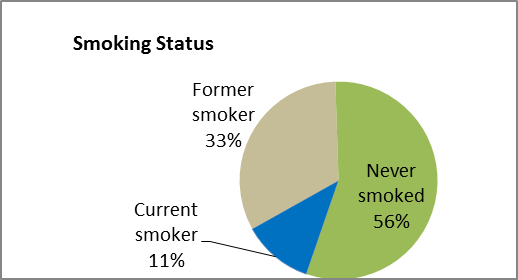 Smoking Status
Former
smoker
33%
Never
smoked
56%
Current
smoker
11%